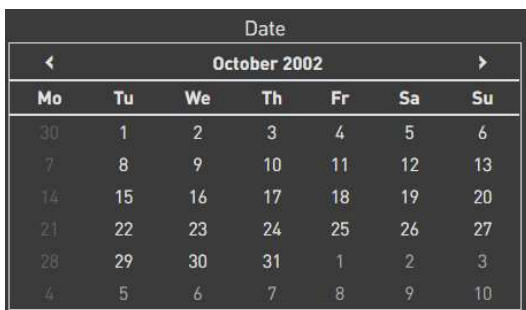 Date
< October 2002 >
Mo Tu We Th Fr Sa Su
30 1 2 3 4 5 6
7 8 9 10 11 12 13
14 15 16 17 18 19 20
21 22 23 24 25 26 27
28 29 30 31 1 2 3
4 5 6 7 8 9 10